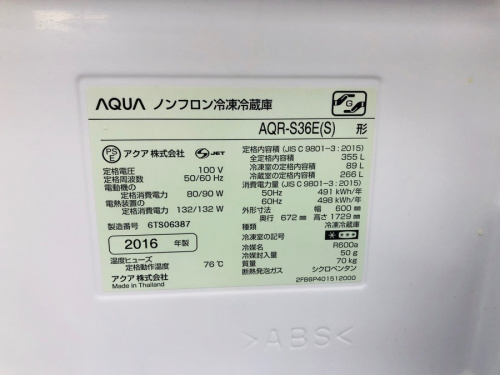 AQUA ノンフロン冷凍冷蔵庫
G
AQR-S36E(S) 形
PS E アクア株式会社 S JET
定格電圧 100 V
定格周波数 50/60 Hz
電動機の
定格消費電力 80/90 W
電熱装置の
定格消費電力 132/132 W
製造番号 6TS06387
2016 年製
温度ヒューズ
定格動作温度 76℃
アクア株式会社
Made in Thailand
定格内容積 (JIS C 9801-3:2015)
全定格内容積 355 L
冷凍室の定格内容積 89 L
冷蔵室の定格内容積 266 L
消費電力量 (JIS C 9801-3:2015)
50Hz 491 kWh/年
60Hz 498 kWh/年
外形寸法 幅 600 mm
奥行 672 mm 高さ 1729 mm
種類 冷凍冷蔵庫
冷凍室の記号
冷媒名 R600a
冷媒封入量 50 g
質量 70 kg
断熱発泡ガス シクロペンタン
2FB6P401512000
>ABS<